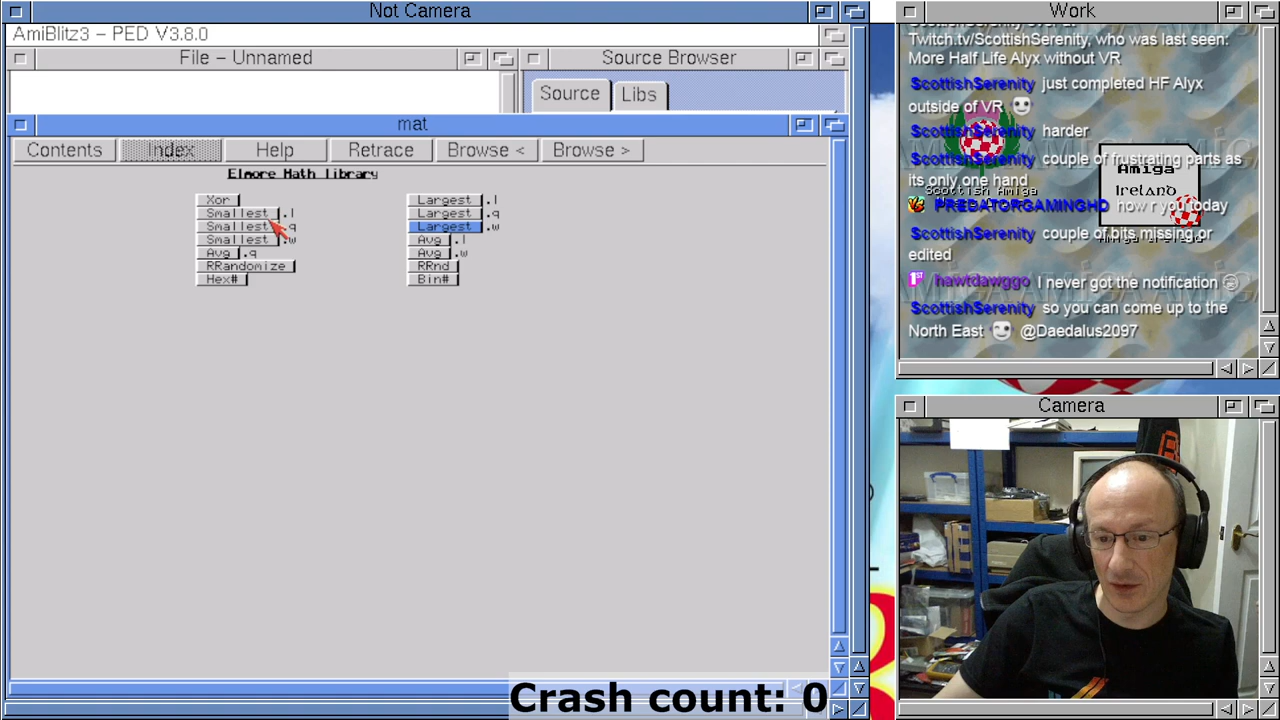 Not Camera
AmiBlitz3 – PED V3.8.0
File – Unnamed
Source Browser
Source
Libs
mat
Contents
Index
Help
Retrace
Browse <
Browse >
Elmore Math Library
Xor
Smallest .l
Smallest .q
Smallest .w
Avg .q
RRandomize
Hex#
Largest .l
Largest .q
Largest .w
Avg .l
Avg .w
RRnd
Bin#
Crash count: 0
Work
Twitch.tv/ScottishSerenity, who was last seen:
More Half Life Alyx without VR
ScottishSerenity just completed HF Alyx
outside of VR
ScottishSerenity harder
ScottishSerenity couple of frustrating parts as
its only one hand
PREDATORGAMINGHD how r you today
ScottishSerenity couple of bits missing or
edited
hawtdawggo I never got the notification
ScottishSerenity so you can come up to the
North East @Daedalus2097
Amiga
Ireland
Camera